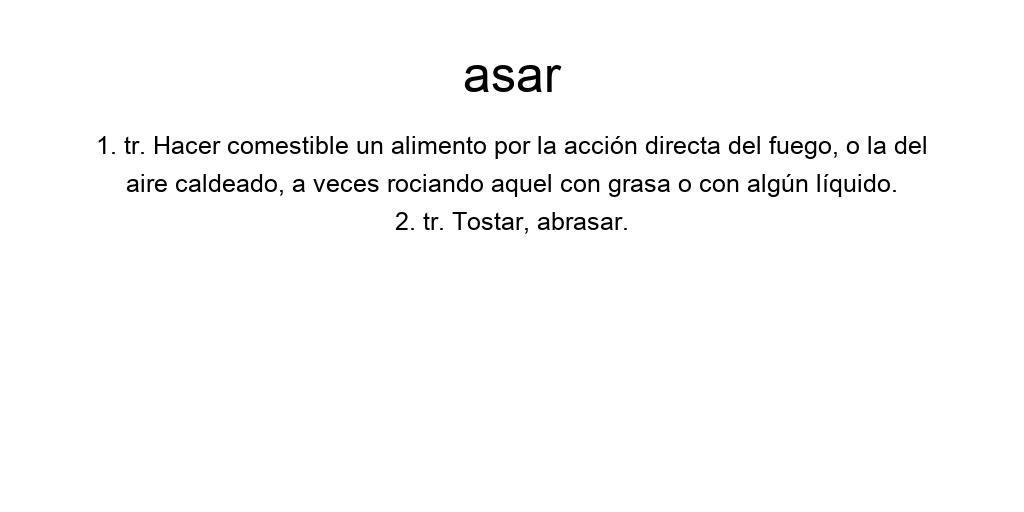 asar
1. tr. Hacer comestible un alimento por la acción directa del fuego, o la del
aire caldeado, a veces rociando aquel con grasa o con algún líquido.
2. tr. Tostar, abrasar.